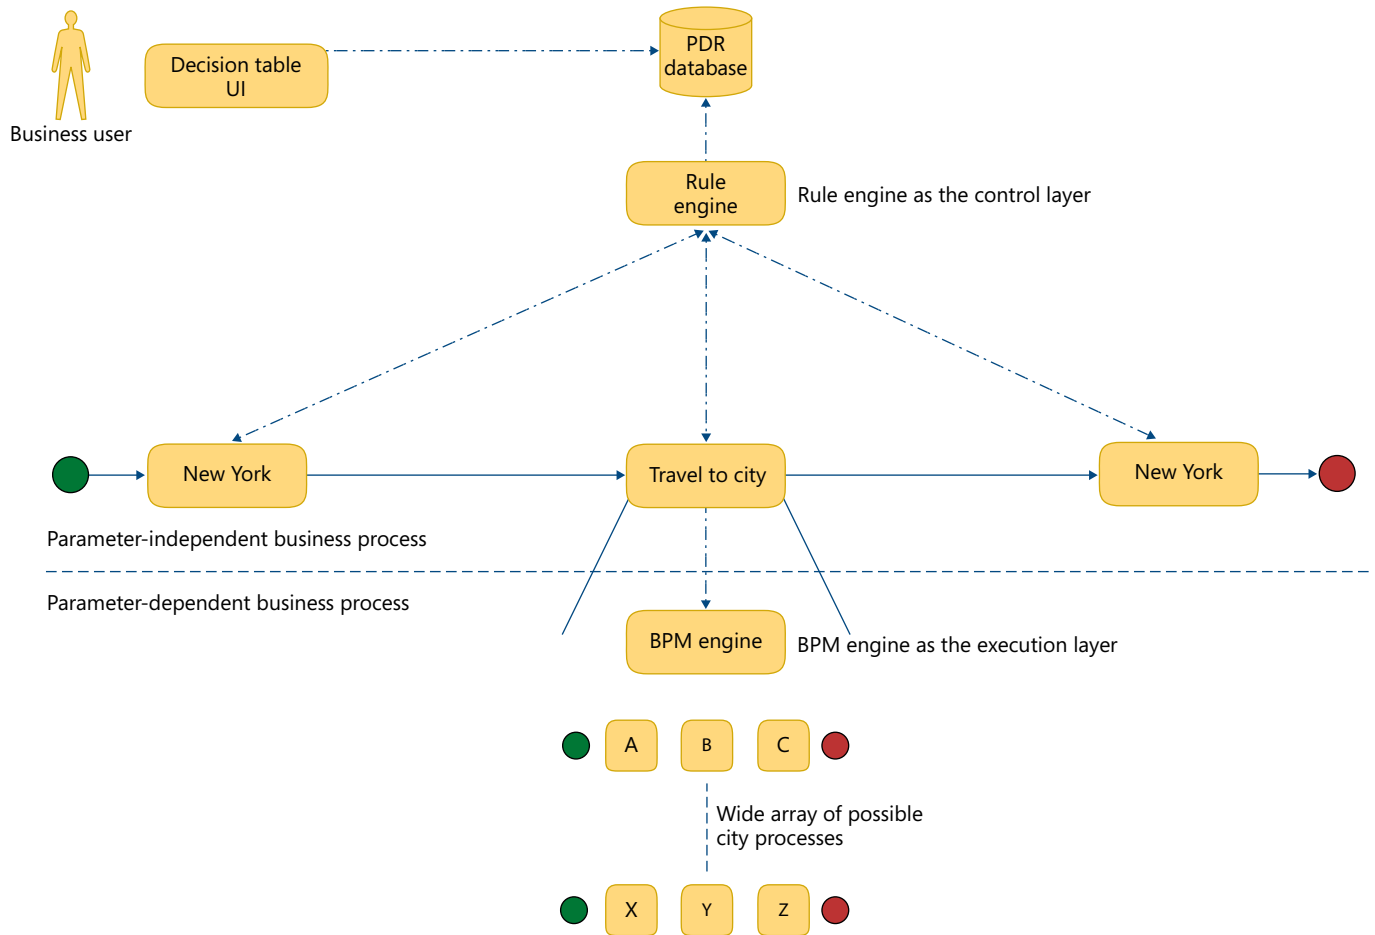 PDR
database
Decision table
UI
Business user
Rule
engine
Rule engine as the control layer
New York
Travel to city
New York
Parameter-independent business process
Parameter-dependent business process
BPM engine
BPM engine as the execution layer
A
B
C
Wide array of possible
city processes
X
Y
Z